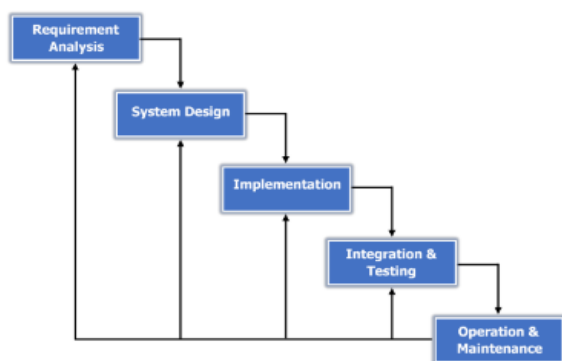 Requirement
Analysis
System Design
Implementation
Integration &
Testing
Operation &
Maintenance